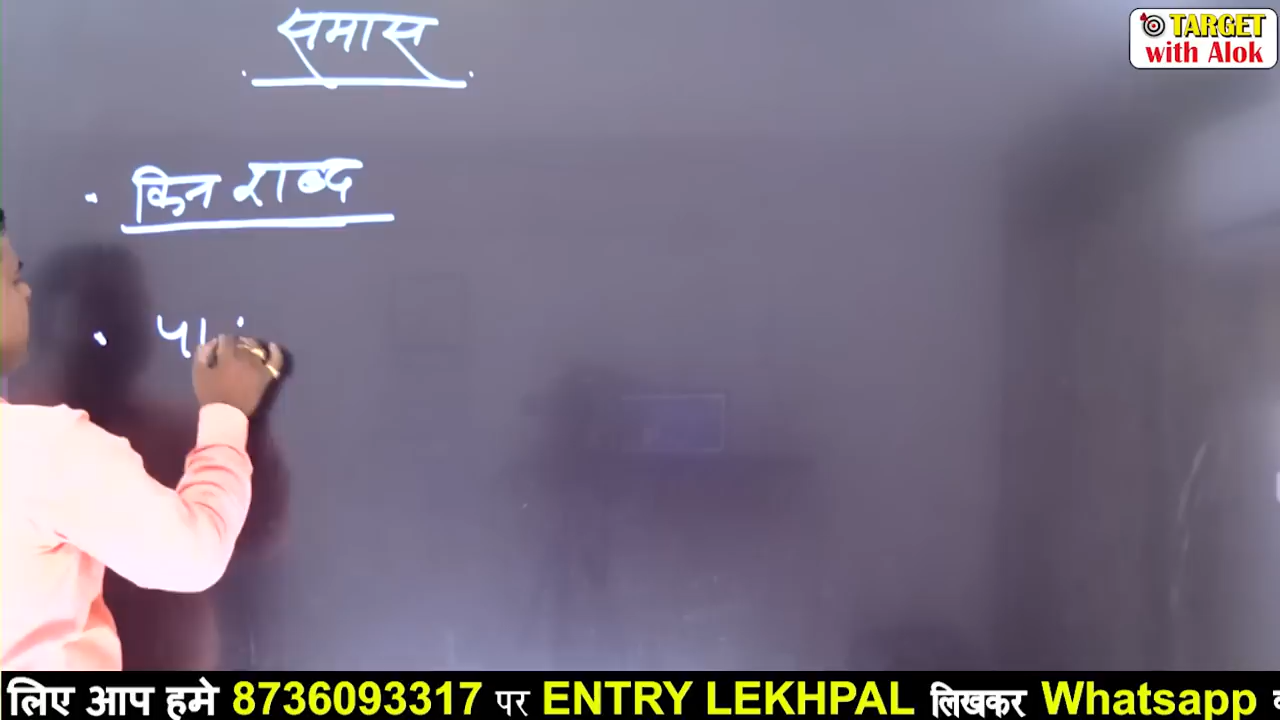 समास
TARGET
with Alok
• किन शब्द
लिए आप हमे 8736093317 पर ENTRY LEKHPAL लिखकर Whatsapp